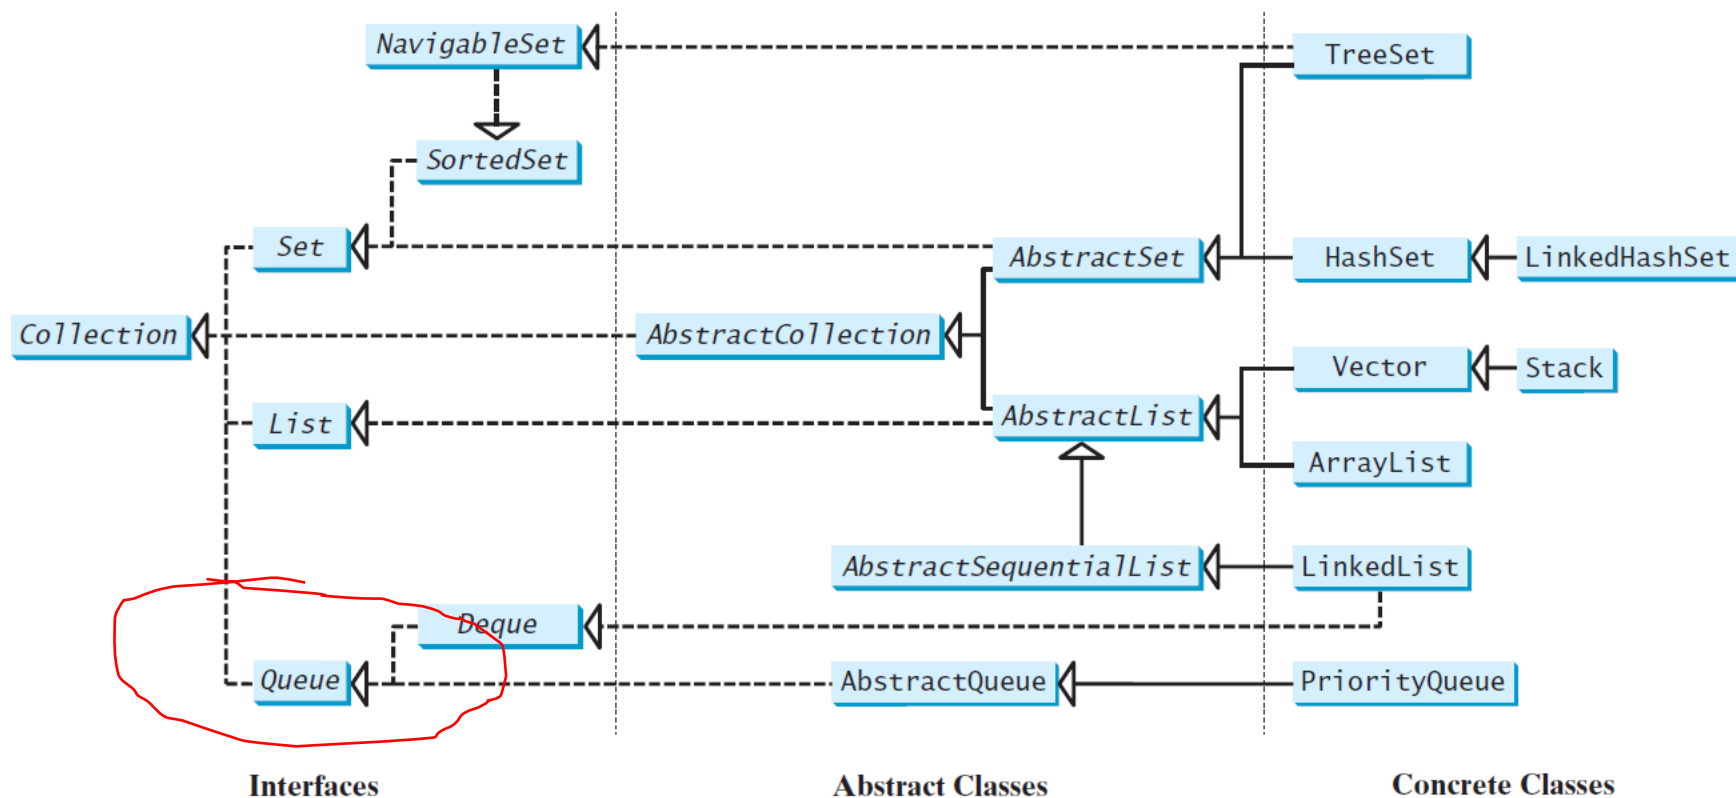 NavigableSet
TreeSet
SortedSet
Set
AbstractSet
HashSet
LinkedHashSet
Collection
AbstractCollection
Vector
Stack
List
AbstractList
ArrayList
AbstractSequentialList
LinkedList
Deque
Queue
AbstractQueue
PriorityQueue
Interfaces
Abstract Classes
Concrete Classes